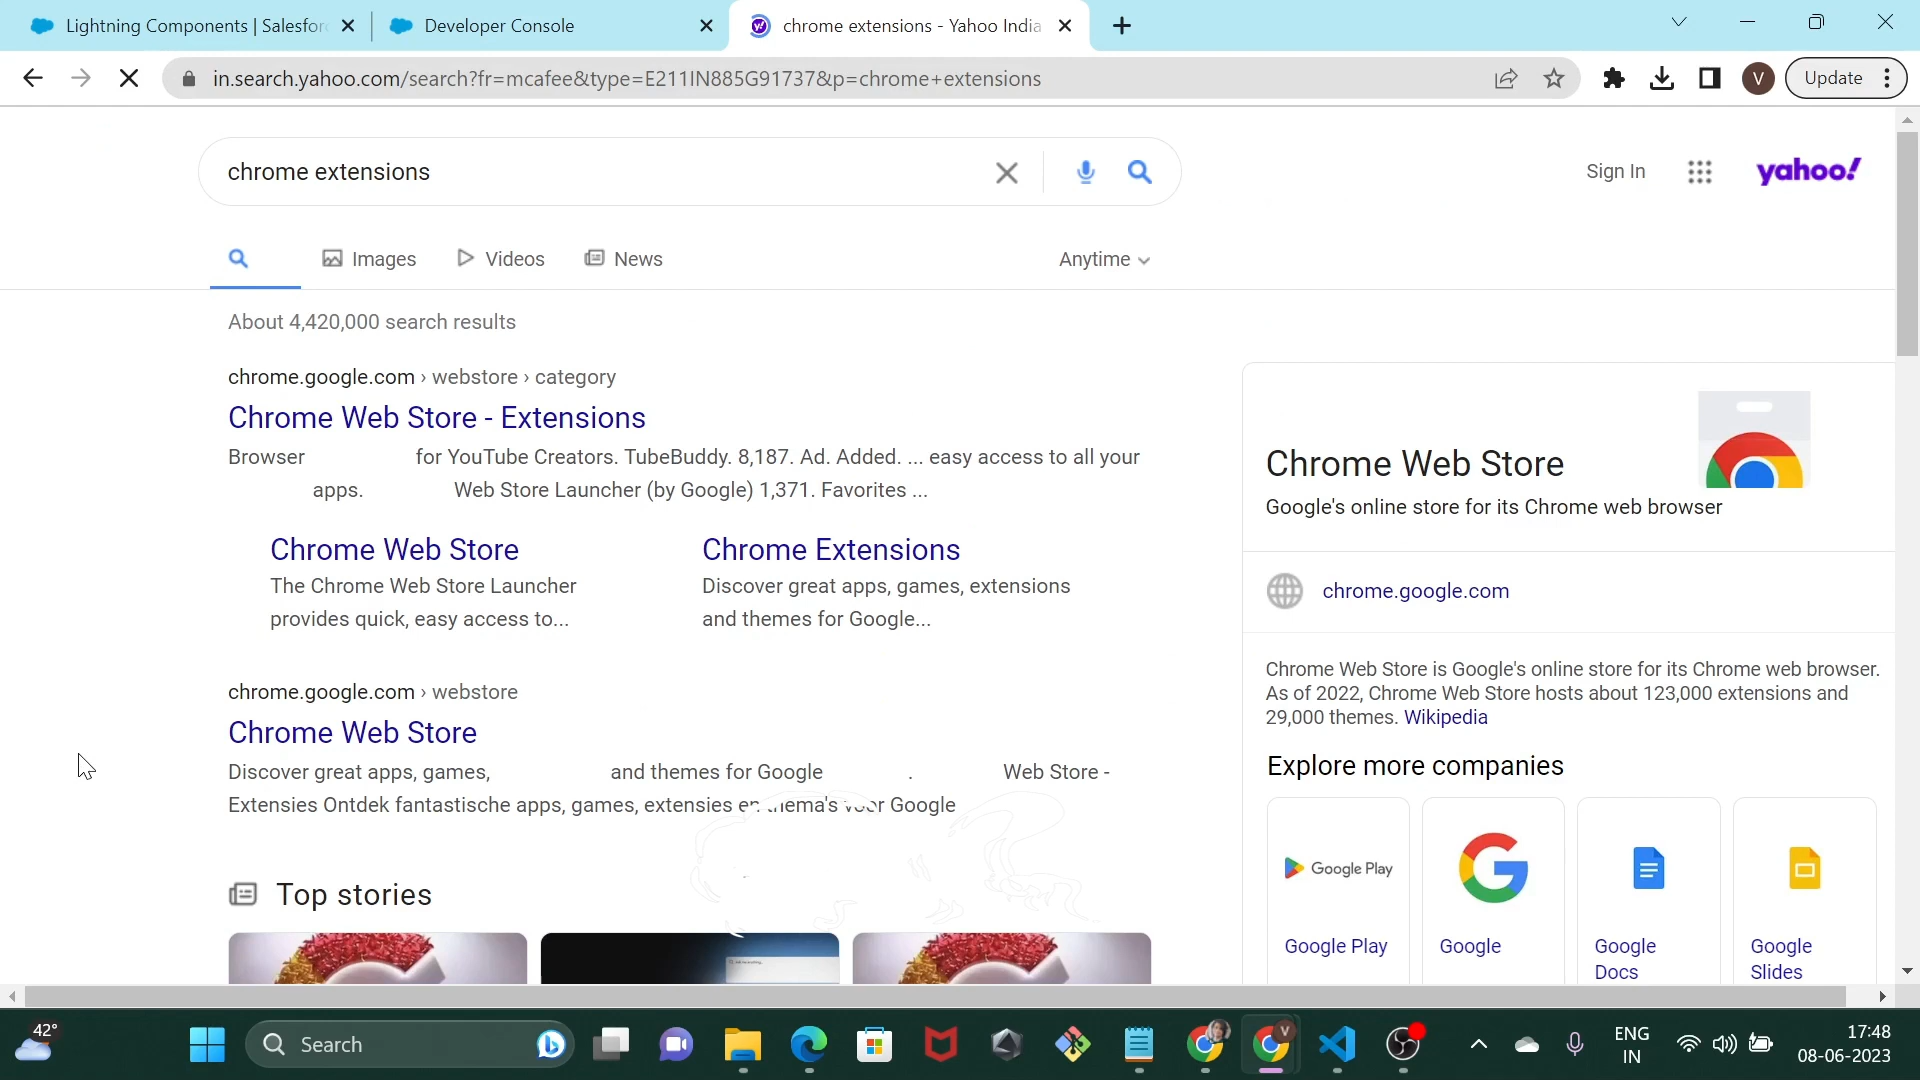 Lightning Components | Salesfor
Developer Console
chrome extensions - Yahoo India
in.search.yahoo.com/search?fr=mcafee&type=E211IN885G91737&p=chrome+extensions
V
Update
chrome extensions
Sign In
yahoo!
Images
Videos
News
Anytime
About 4,420,000 search results
chrome.google.com › webstore › category
Chrome Web Store - Extensions
Browser for YouTube Creators. TubeBuddy. 8,187. Ad. Added. ... easy access to all your
apps. Web Store Launcher (by Google) 1,371. Favorites ...
Chrome Web Store
The Chrome Web Store Launcher
provides quick, easy access to...
Chrome Extensions
Discover great apps, games, extensions
and themes for Google...
chrome.google.com › webstore
Chrome Web Store
Discover great apps, games, and themes for Google . Web Store -
Extensies Ontdek fantastische apps, games, extensies en thema's voor Google
Top stories
Chrome Web Store
Google's online store for its Chrome web browser
chrome.google.com
Chrome Web Store is Google's online store for its Chrome web browser.
As of 2022, Chrome Web Store hosts about 123,000 extensions and
29,000 themes. Wikipedia
Explore more companies
Google Play
Google Play
Google
Google
Docs
Google
Slides
42°
Search
V
ENG
IN
17:48
08-06-2023